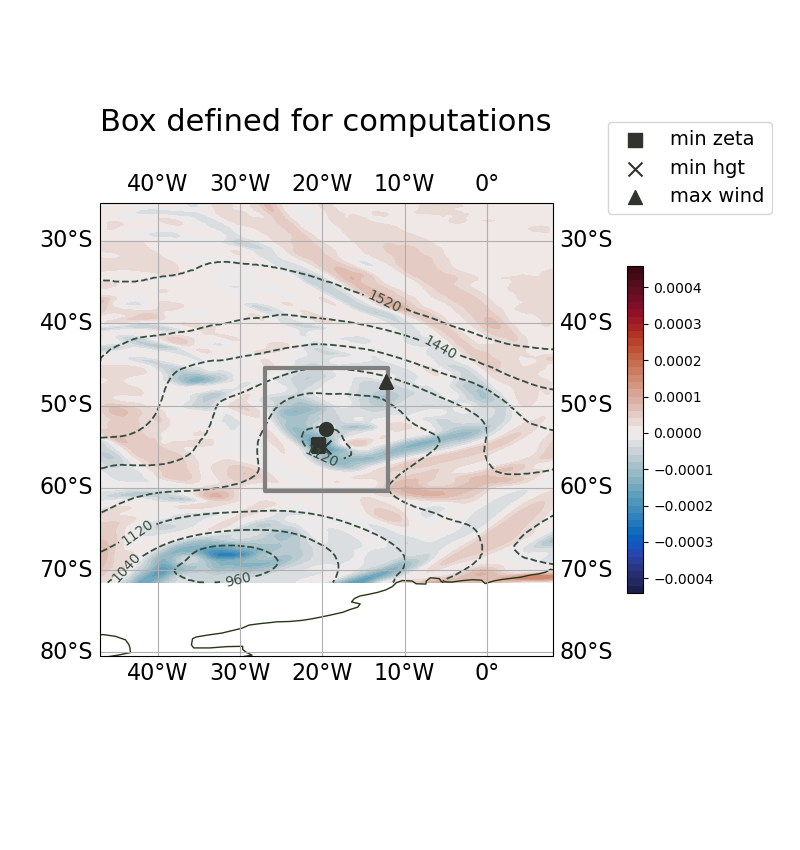 Box defined for computations
min zeta
min hgt
max wind
40°W 30°W 20°W 10°W 0°
30°S 30°S
40°S 40°S
50°S 50°S
60°S 60°S
70°S 70°S
80°S 80°S
40°W 30°W 20°W 10°W 0°
1520
1440
1120
1120
1040
960
0.0004
0.0003
0.0002
0.0001
0.0000
−0.0001
−0.0002
−0.0003
−0.0004